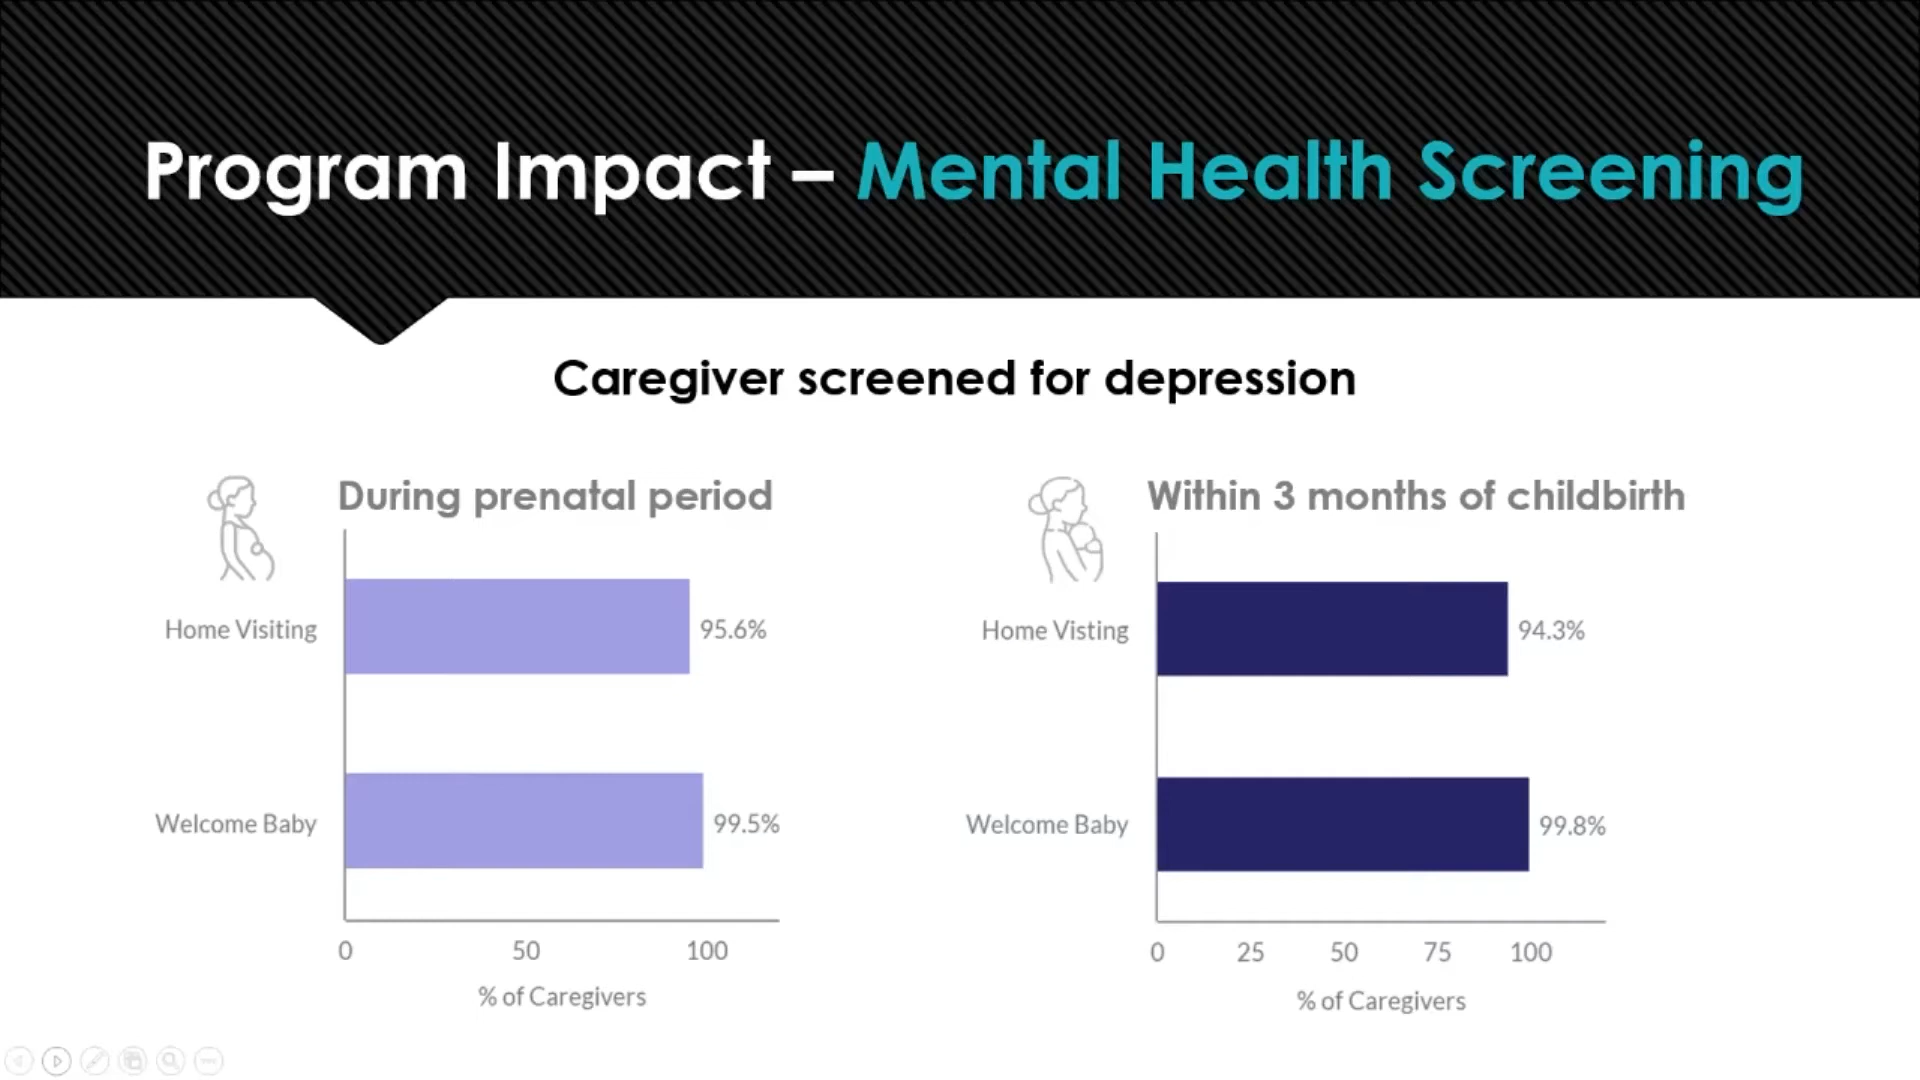 Program Impact – Mental Health Screening
Caregiver screened for depression
During prenatal period
Home Visiting
95.6%
Welcome Baby
99.5%
0 50 100
% of Caregivers
Within 3 months of childbirth
Home Visting
94.3%
Welcome Baby
99.8%
0 25 50 75 100
% of Caregivers